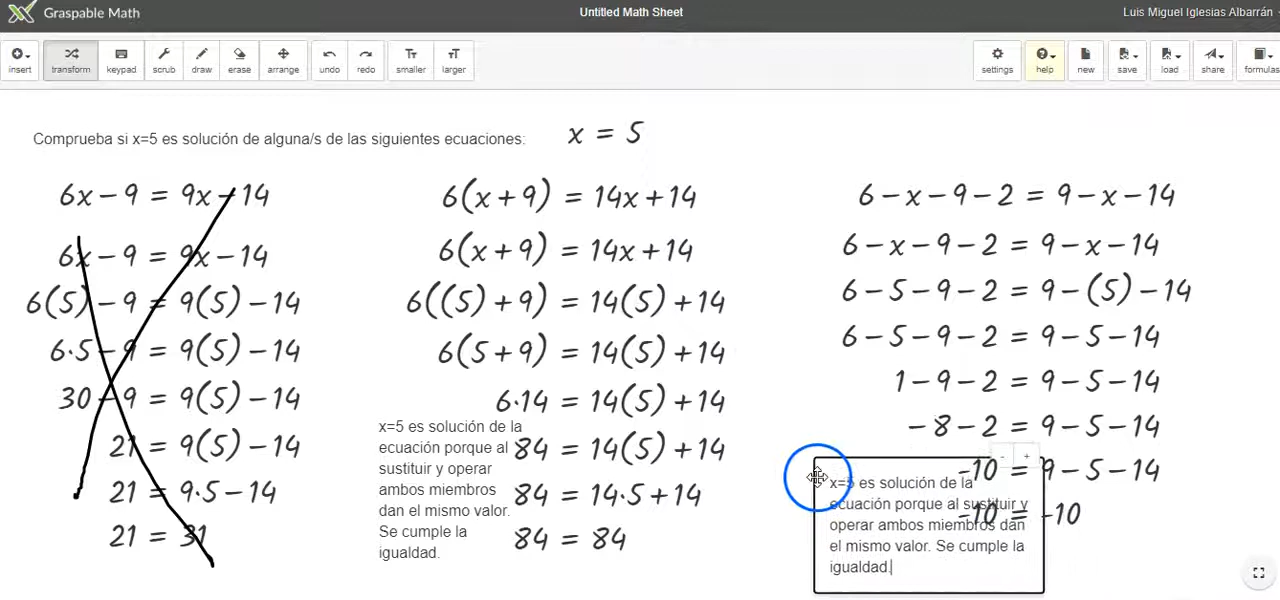 Graspable Math
Untitled Math Sheet
Luis Miguel Iglesias Albarrán
insert transform keypad scrub draw erase arrange undo redo smaller larger settings help new save load share formulas
Comprueba si x=5 es solución de alguna/s de las siguientes ecuaciones:
x = 5
6x − 9 = 9x − 14
6x − 9 = 9x − 14
6(5) − 9 = 9(5) − 14
6·5 − 9 = 9(5) − 14
30 − 9 = 9(5) − 14
21 = 9(5) − 14
21 = 9·5 − 14
21 = 31
6(x + 9) = 14x + 14
6(x + 9) = 14x + 14
6((5) + 9) = 14(5) + 14
6(5 + 9) = 14(5) + 14
6·14 = 14(5) + 14
84 = 14(5) + 14
84 = 14·5 + 14
84 = 84
x=5 es solución de la
ecuación porque al
sustituir y operar
ambos miembros
dan el mismo valor.
Se cumple la
igualdad.
6 − x − 9 − 2 = 9 − x − 14
6 − x − 9 − 2 = 9 − x − 14
6 − 5 − 9 − 2 = 9 − (5) − 14
6 − 5 − 9 − 2 = 9 − 5 − 14
1 − 9 − 2 = 9 − 5 − 14
−8 − 2 = 9 − 5 − 14
−10 = 9 − 5 − 14
−10 = −10
- +
x=5 es solución de la
ecuación porque al sustituir y
operar ambos miembros dan
el mismo valor. Se cumple la
igualdad.